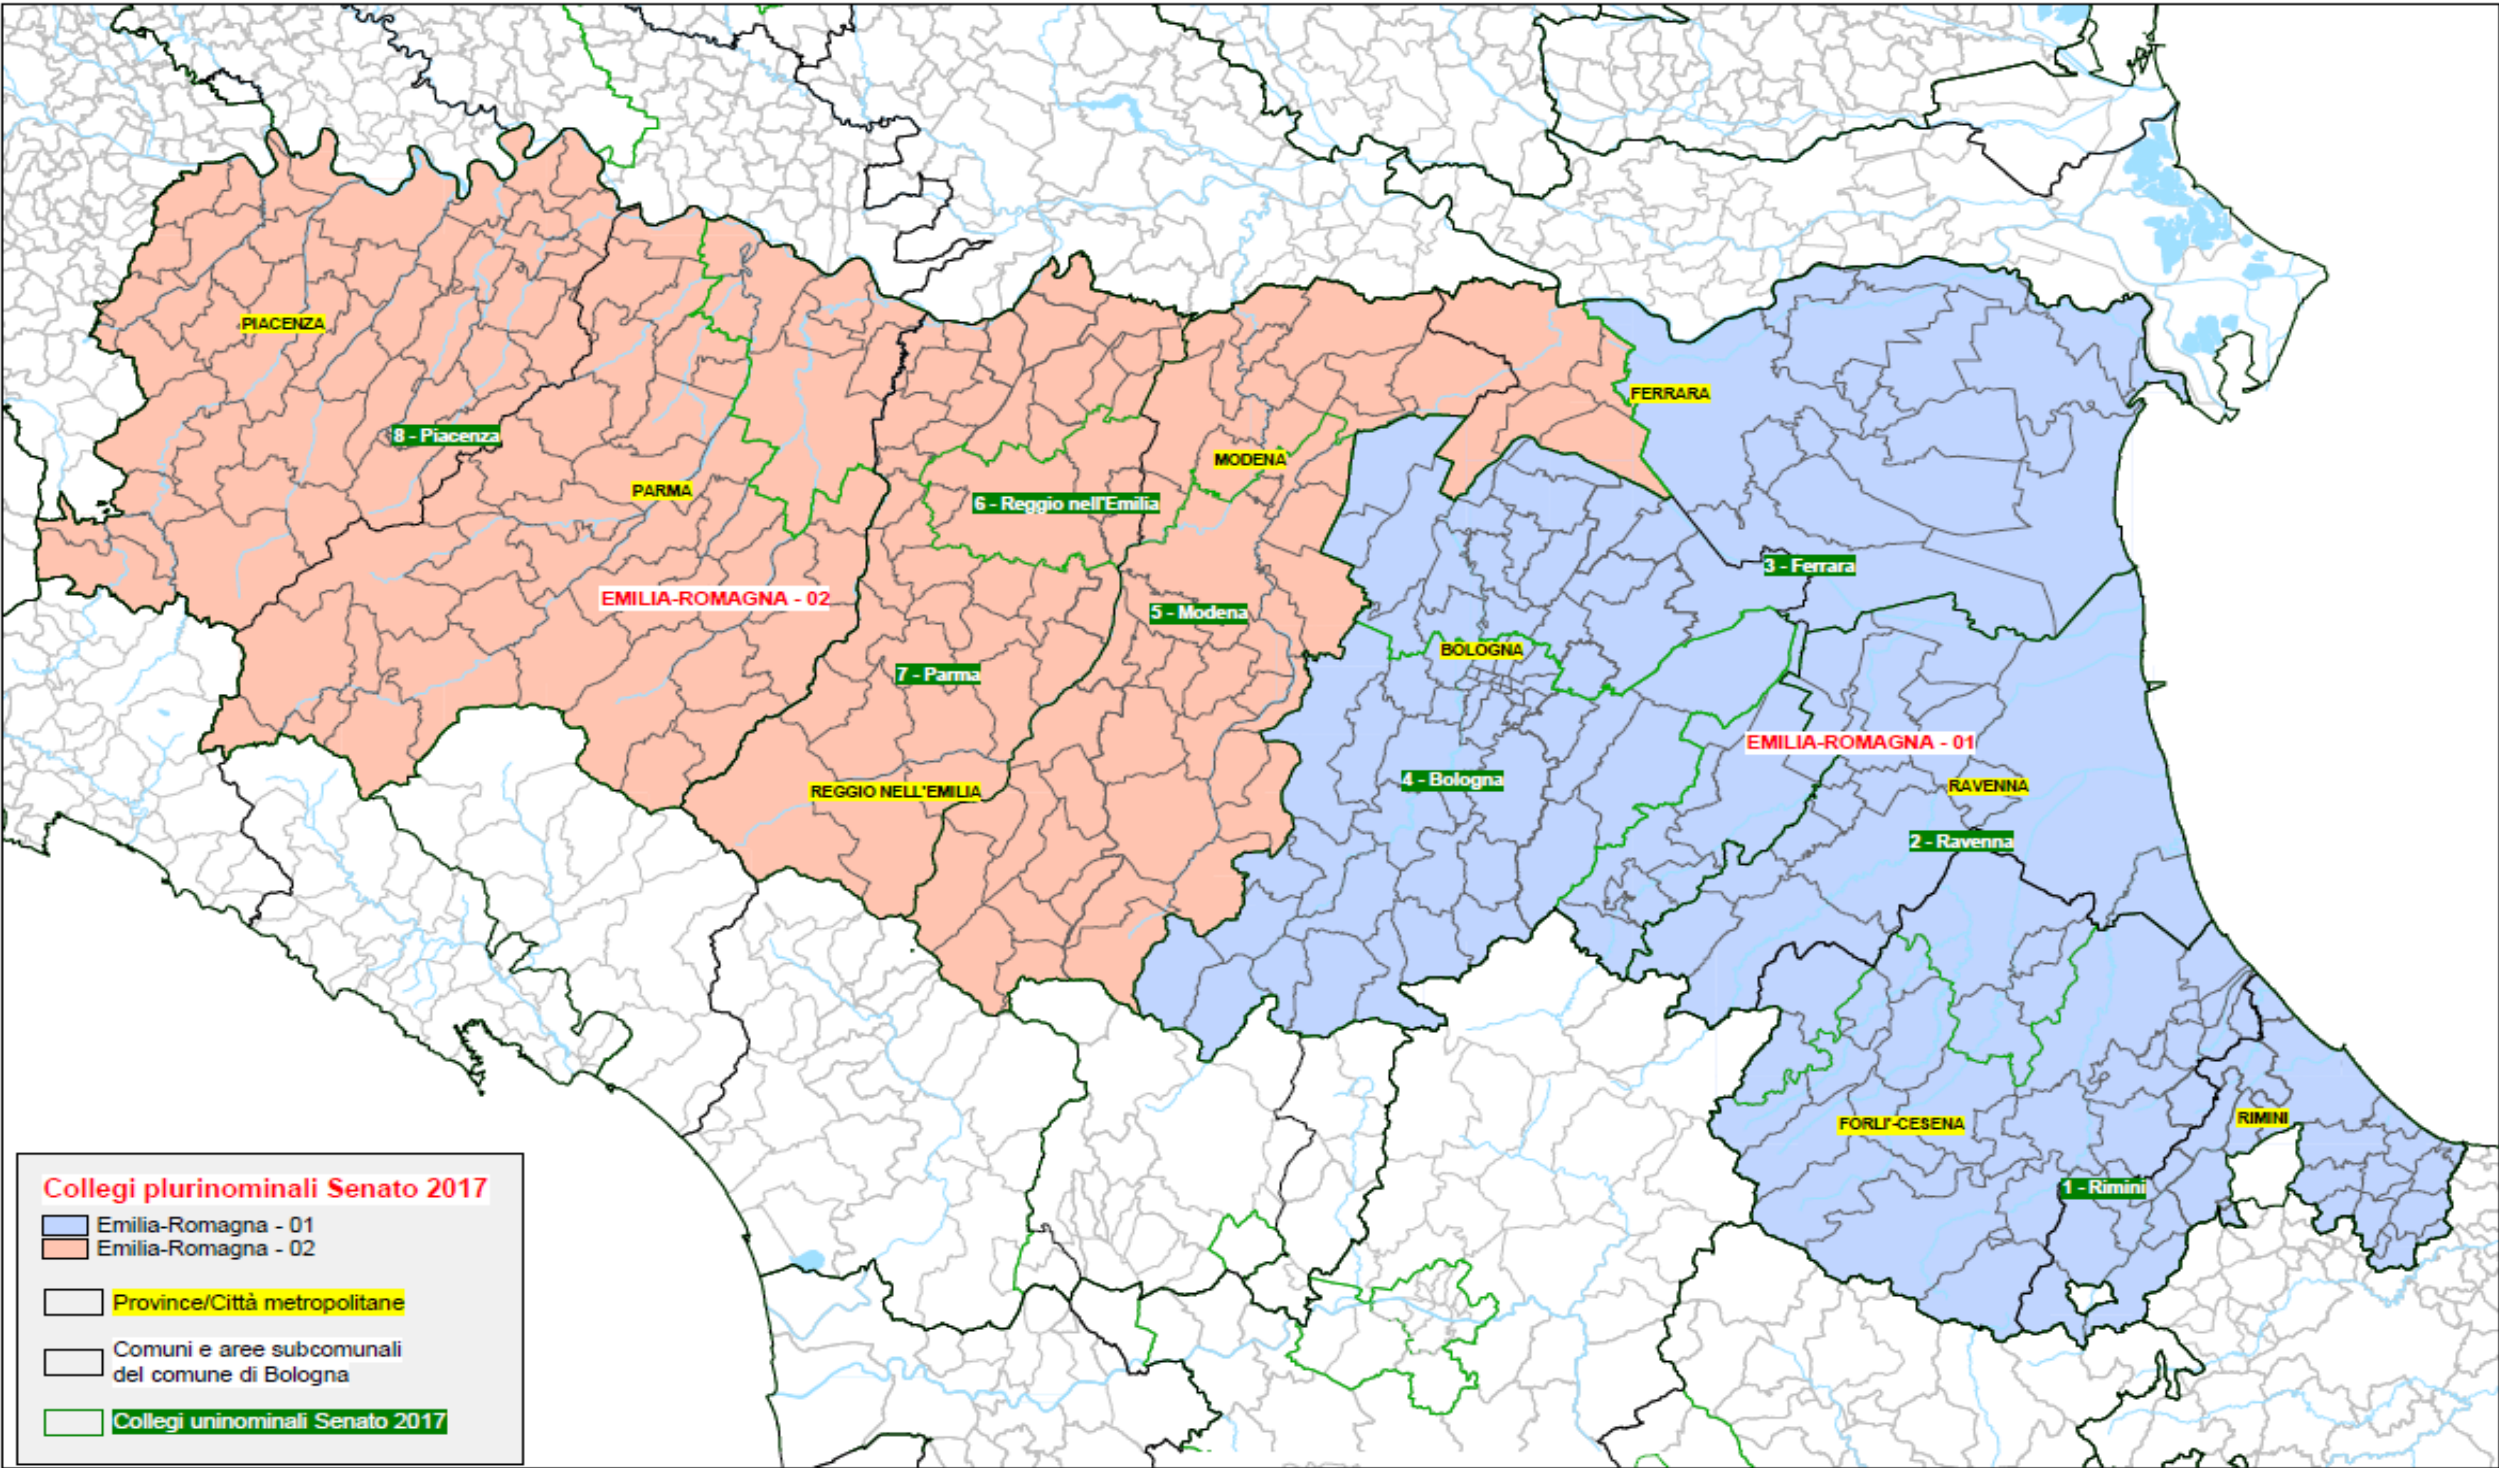 PIACENZA
FERRARA
8 - Piacenza
MODENA
PARMA
6 - Reggio nell'Emilia
3 - Ferrara
EMILIA-ROMAGNA - 02
5 - Modena
BOLOGNA
7 - Parma
EMILIA-ROMAGNA - 01
4 - Bologna
RAVENNA
REGGIO NELL'EMILIA
2 - Ravenna
RIMINI
FORLI'-CESENA
1 - Rimini
Collegi plurinominali Senato 2017
Emilia-Romagna - 01
Emilia-Romagna - 02
Province/Città metropolitane
Comuni e aree subcomunali
del comune di Bologna
Collegi uninominali Senato 2017